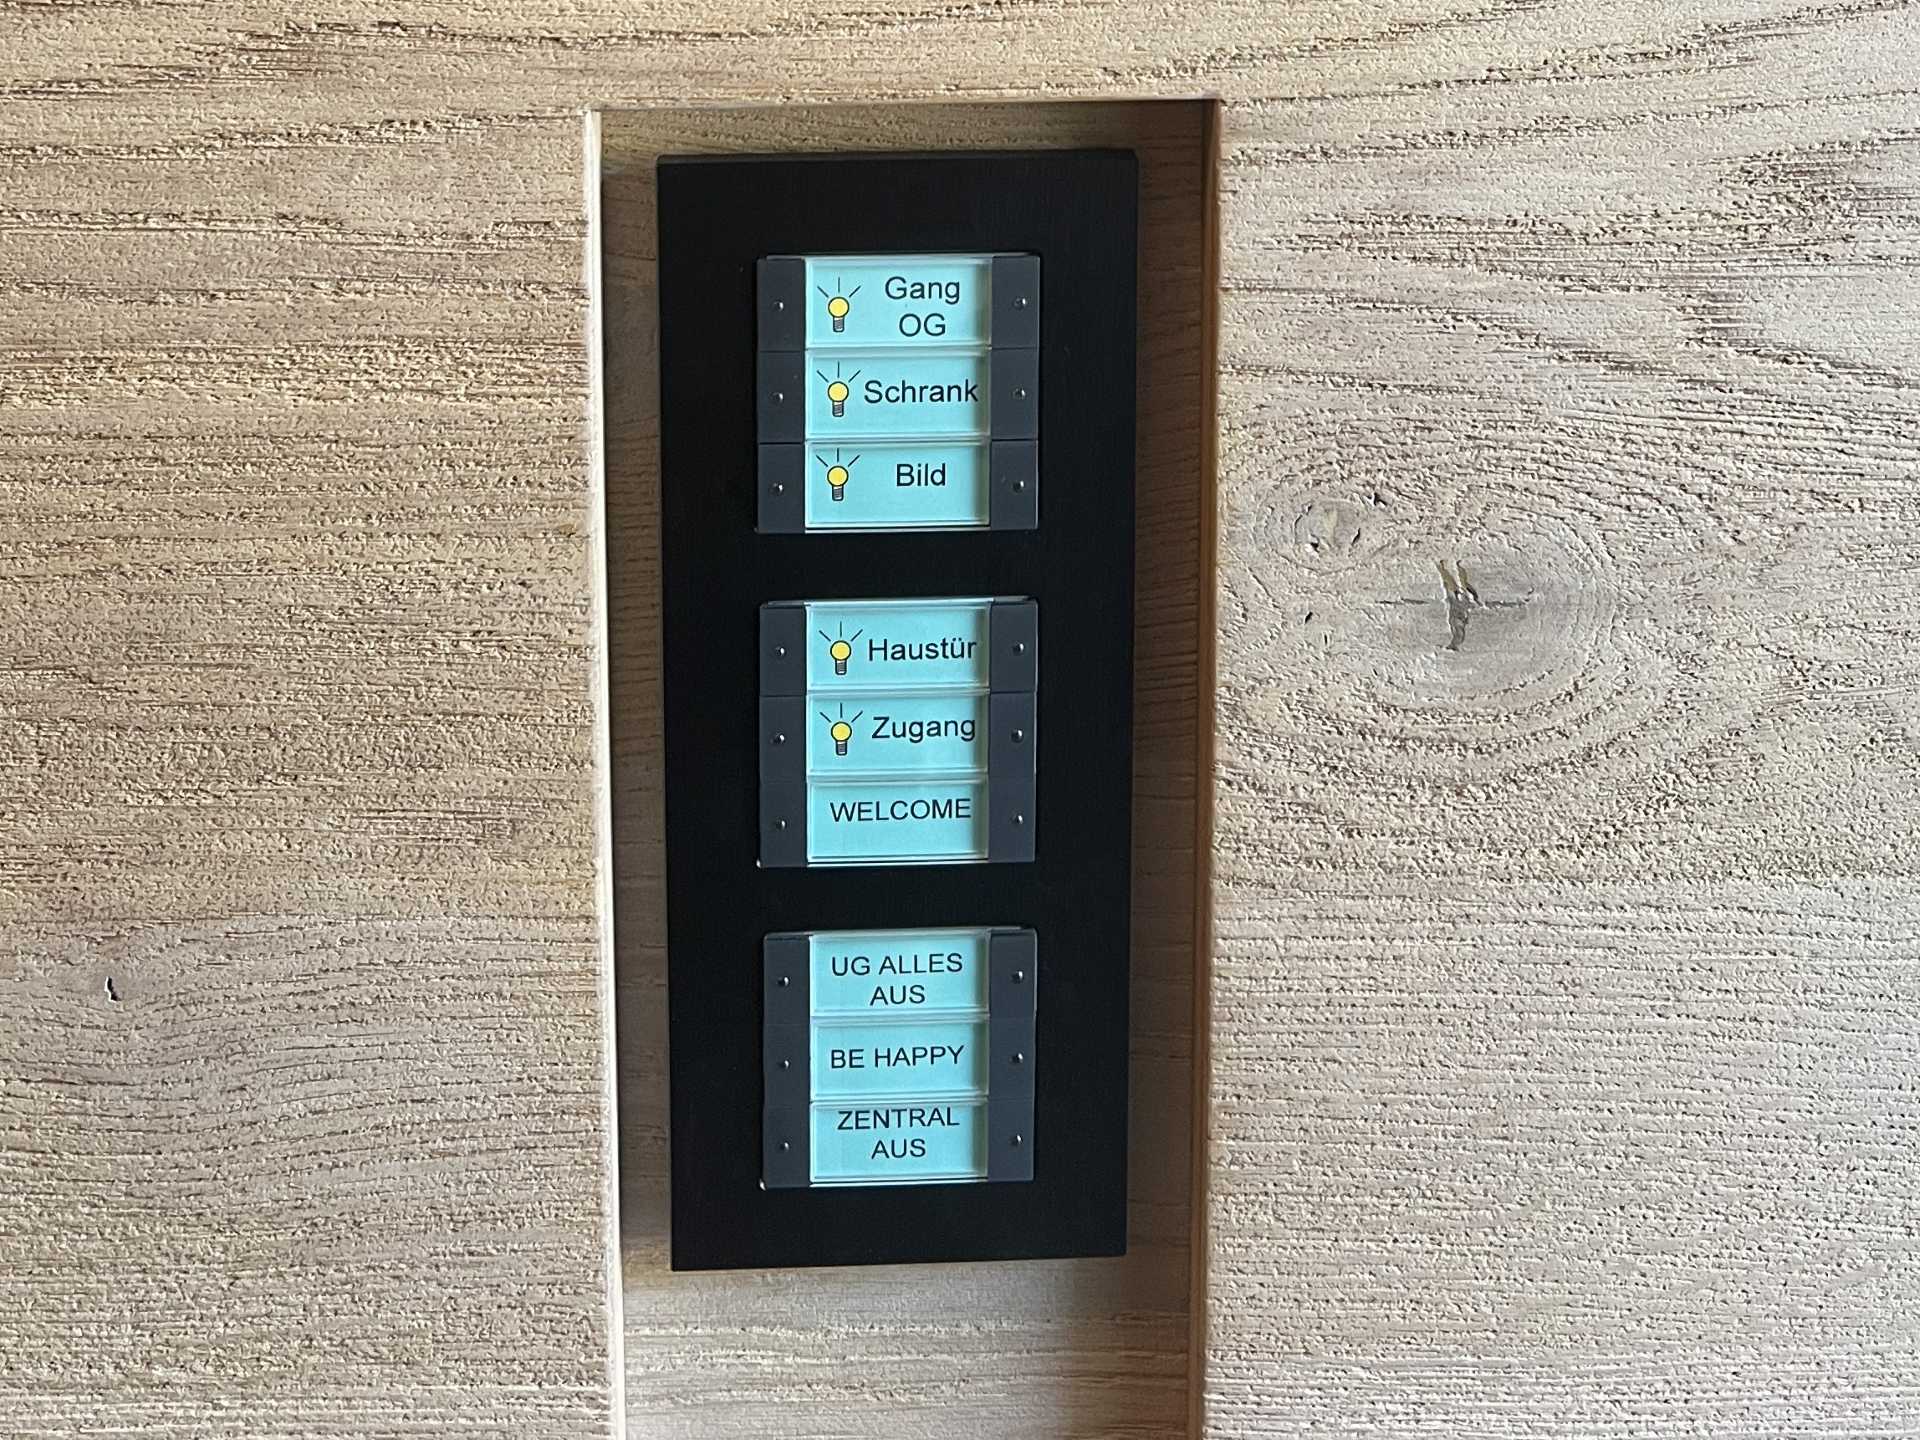 Gang
OG
Schrank
Bild
Haustür
Zugang
WELCOME
UG ALLES
AUS
BE HAPPY
ZENTRAL
AUS